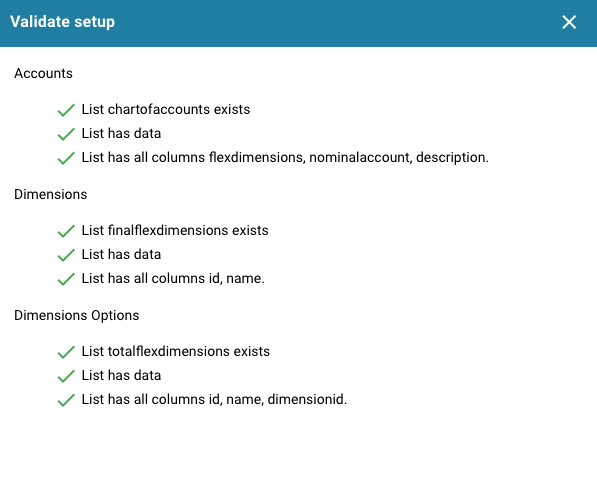 Validate setup
Accounts
List chartofaccounts exists
List has data
List has all columns flexdimensions, nominalaccount, description.
Dimensions
List finalflexdimensions exists
List has data
List has all columns id, name.
Dimensions Options
List totalflexdimensions exists
List has data
List has all columns id, name, dimensionid.